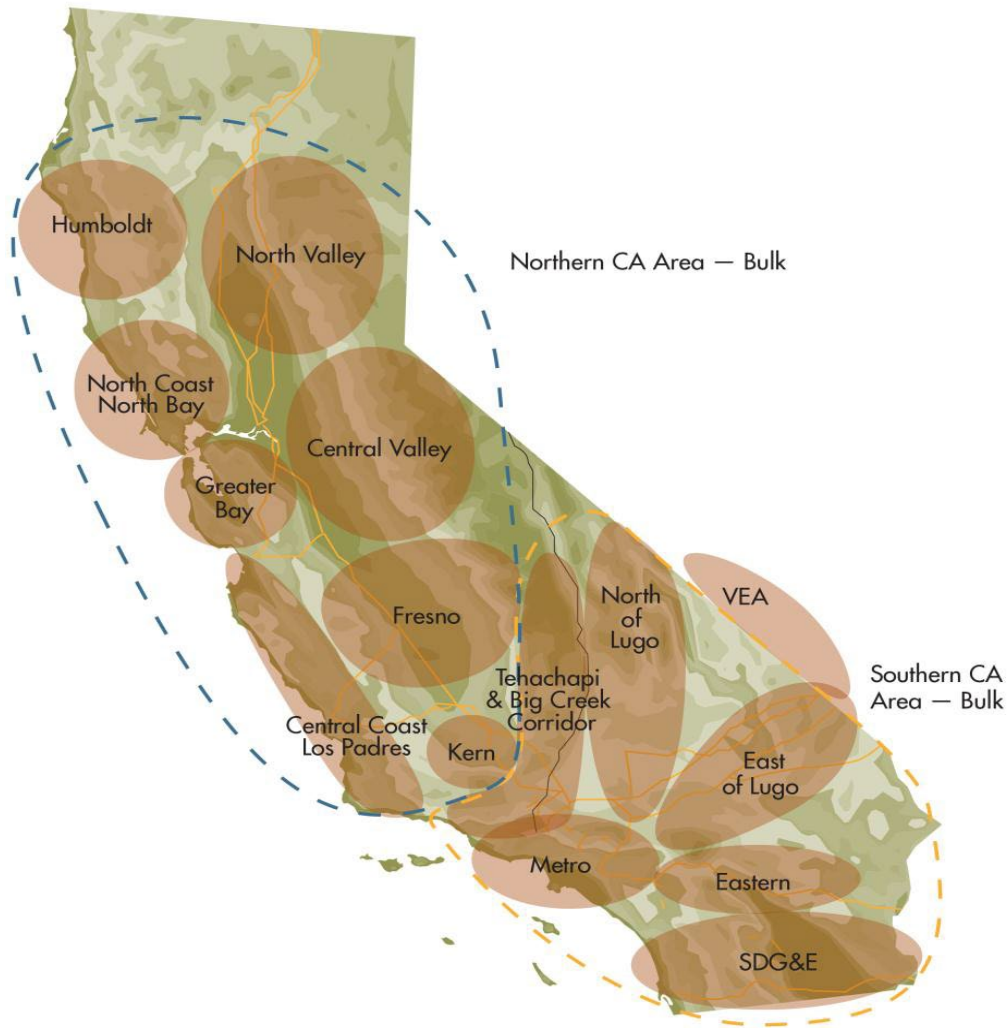 Humboldt
North Valley
Northern CA Area — Bulk
North Coast
North Bay
Central Valley
Greater
Bay
Fresno
North
of
Lugo
VEA
Southern CA
Area — Bulk
Tehachapi
& Big Creek
Corridor
Central Coast
Los Padres
Kern
East
of Lugo
Metro
Eastern
SDG&E